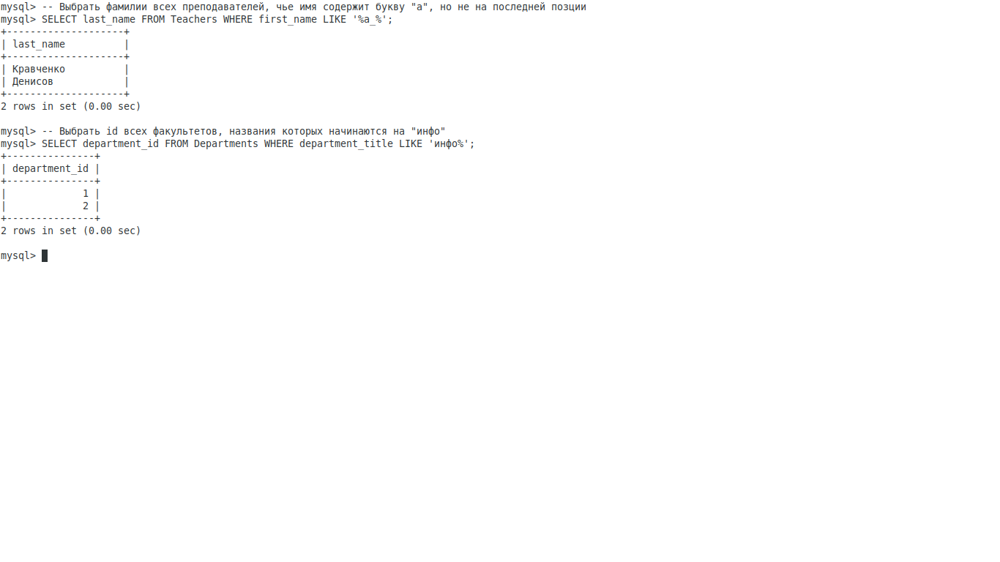 mysql> -- Выбрать фамилии всех преподавателей, чье имя содержит букву "а", но не на последней позции
mysql> SELECT last_name FROM Teachers WHERE first_name LIKE '%а_%';
+--------------------+
| last_name          |
+--------------------+
| Кравченко          |
| Денисов            |
+--------------------+
2 rows in set (0.00 sec)
mysql> -- Выбрать id всех факультетов, названия которых начинаются на "инфо"
mysql> SELECT department_id FROM Departments WHERE department_title LIKE 'инфо%';
+---------------+
| department_id |
+---------------+
|             1 |
|             2 |
+---------------+
2 rows in set (0.00 sec)
mysql>